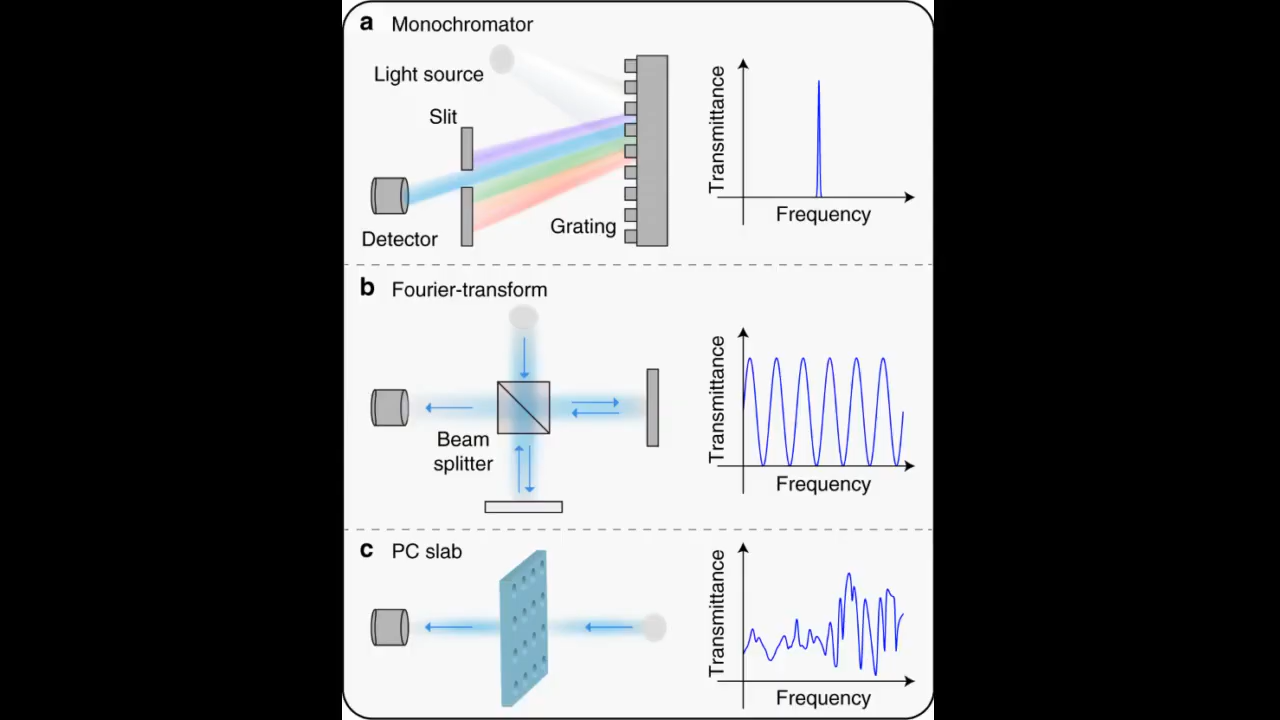 a Monochromator
Light source
Slit
Detector
Grating
Transmittance
Frequency
b Fourier-transform
Beam
splitter
Transmittance
Frequency
c PC slab
Transmittance
Frequency